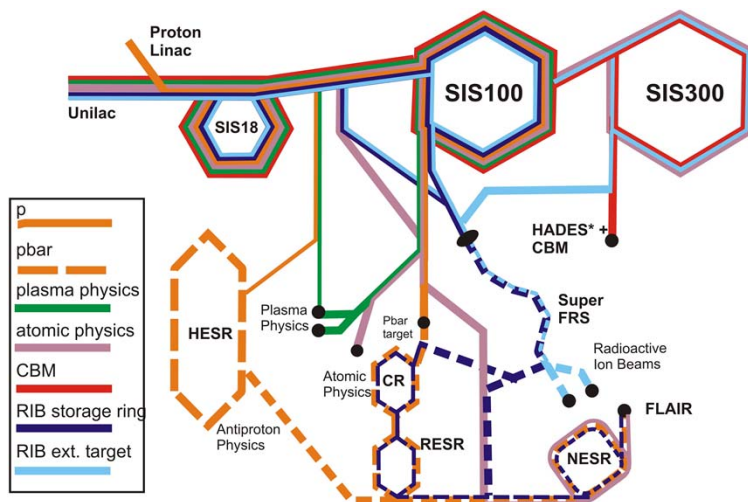 Proton
Linac
Unilac
SIS18
SIS100
SIS300
p
pbar
plasma physics
atomic physics
CBM
RIB storage ring
RIB ext. target
HESR
Plasma
Physics
Pbar
target
Atomic
Physics
CR
Antiproton
Physics
RESR
HADES* +
CBM
Super
FRS
Radioactive
Ion Beams
FLAIR
NESR